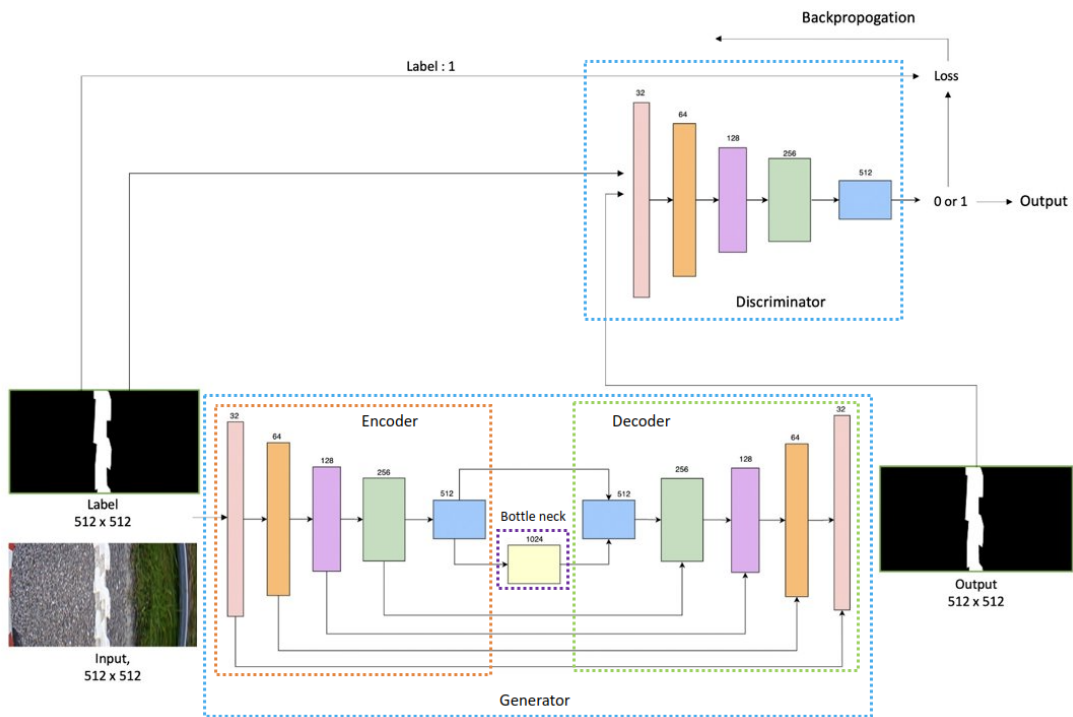 Backpropogation
Label : 1
Loss
32
64
128
256
512
0 or 1
Output
Discriminator
Label
512 x 512
Input,
512 x 512
Encoder
32
64
128
256
512
Bottle neck
1024
Decoder
512
256
128
64
32
Generator
Output
512 x 512